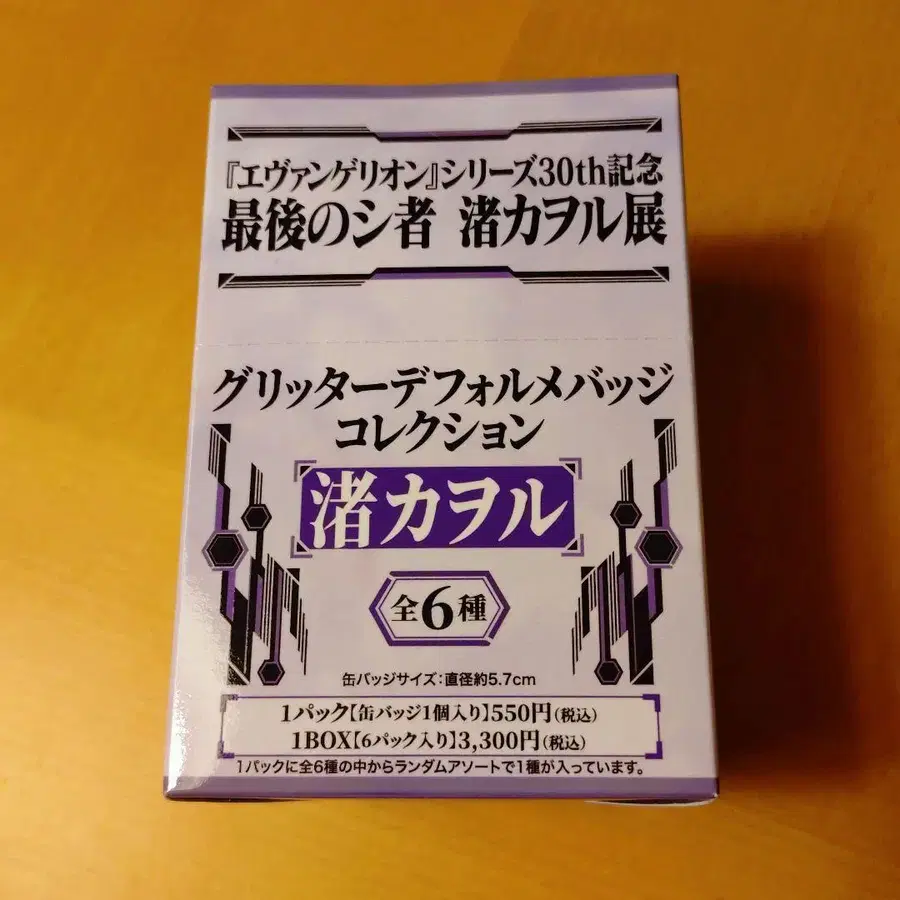 『エヴァンゲリオン』シリーズ30th記念
最後のシ者 渚カヲル展
グリッターデフォルメバッジ
コレクション
渚カヲル
全6種
缶バッジサイズ:直径約5.7cm
1パック【缶バッジ1個入り】550円(税込)
1BOX【6パック入り】3,300円(税込)
1パックに全6種の中からランダムアソートで1種が入っています。